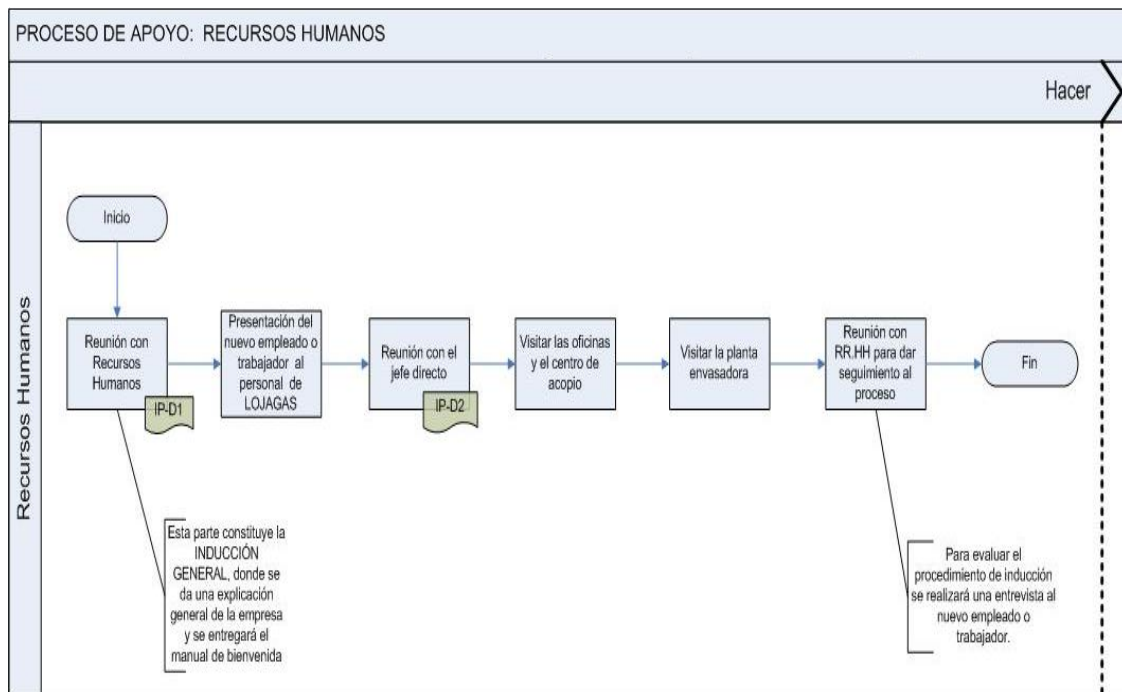 PROCESO DE APOYO: RECURSOS HUMANOS
Hacer
Recursos Humanos
Inicio
Reunión con
Recursos
Humanos
IP-D1
Presentación del
nuevo empleado o
trabajador al
personal de
LOJAGAS
Reunión con el
jefe directo
IP-D2
Visitar las oficinas
y el centro de
acopio
Visitar la planta
envasadora
Reunión con
RR.HH para dar
seguimiento al
proceso
Fin
Esta parte constituye la
INDUCCIÓN
GENERAL, donde se
da una explicación
general de la empresa
y se entregará el
manual de bienvenida
Para evaluar el
procedimiento de inducción
se realizará una entrevista al
nuevo empleado o
trabajador.